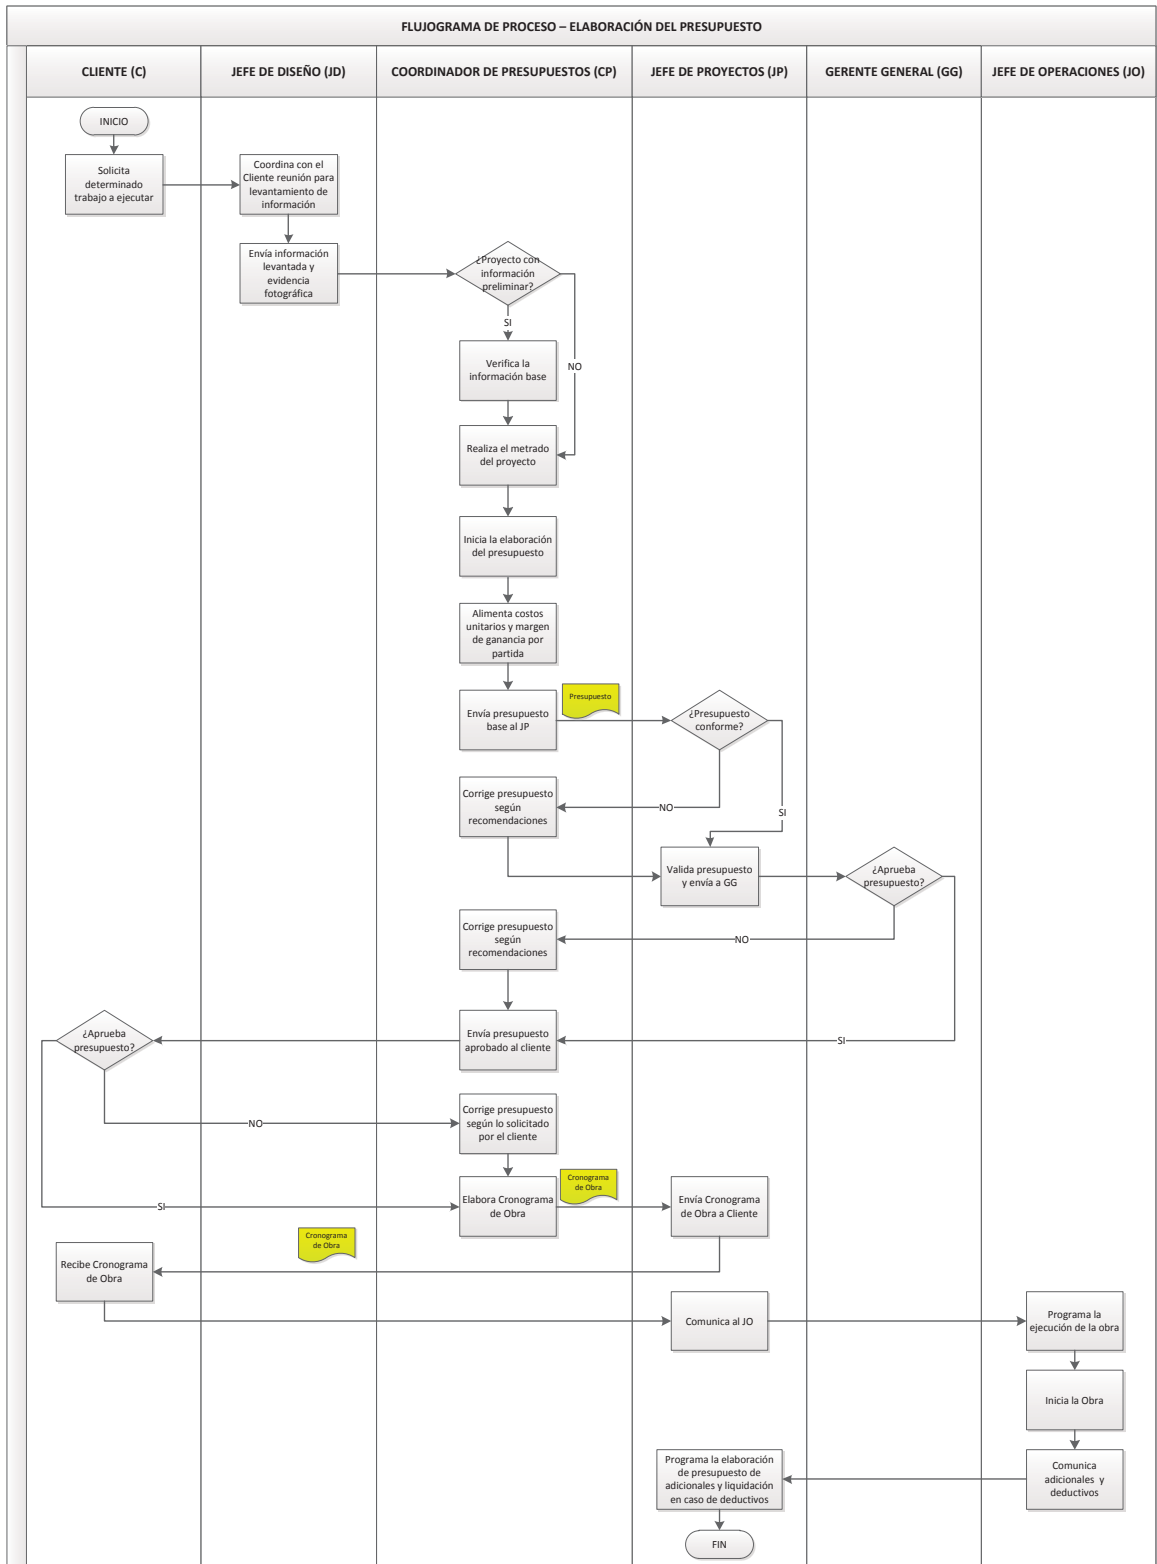 FLUJOGRAMA DE PROCESO – ELABORACIÓN DEL PRESUPUESTO
CLIENTE (C)
JEFE DE DISEÑO (JD)
COORDINADOR DE PRESUPUESTOS (CP)
JEFE DE PROYECTOS (JP)
GERENTE GENERAL (GG)
JEFE DE OPERACIONES (JO)
INICIO
Solicita
determinado
trabajo a ejecutar
Coordina con el
Cliente reunión para
levantamiento de
información
Envía información
levantada y
evidencia
fotográfica
¿Proyecto con
información
preliminar?
SI
NO
Verifica la
información base
Realiza el metrado
del proyecto
Inicia la elaboración
del presupuesto
Alimenta costos
unitarios y margen
de ganancia por
partida
Envía presupuesto
base al JP
Presupuesto
¿Presupuesto
conforme?
Corrige presupuesto
según
recomendaciones
NO
SI
Valida presupuesto
y envía a GG
¿Aprueba
presupuesto?
Corrige presupuesto
según
recomendaciones
NO
¿Aprueba
presupuesto?
Envía presupuesto
aprobado al cliente
SI
NO
Corrige presupuesto
según lo solicitado
por el cliente
SI
Elabora Cronograma
de Obra
Cronograma
de Obra
Envía Cronograma
de Obra a Cliente
Cronograma
de Obra
Recibe Cronograma
de Obra
Comunica al JO
Programa la
ejecución de la obra
Inicia la Obra
Comunica
adicionales y
deductivos
Programa la elaboración
de presupuesto de
adicionales y liquidación
en caso de deductivos
FIN